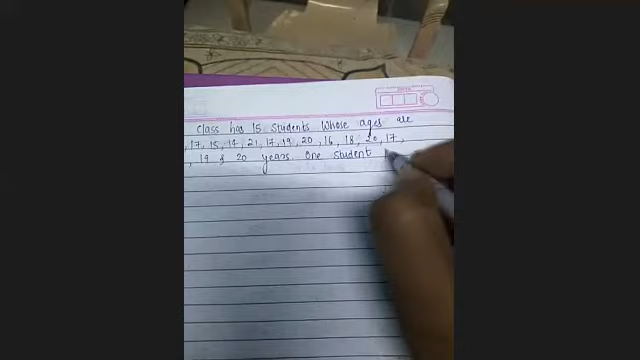 Class has 15 Students Whole ages are
, 17, 15, 14, 21, 17, 19, 20, 16, 18, 20, 17,
, 19 & 20 years. One student